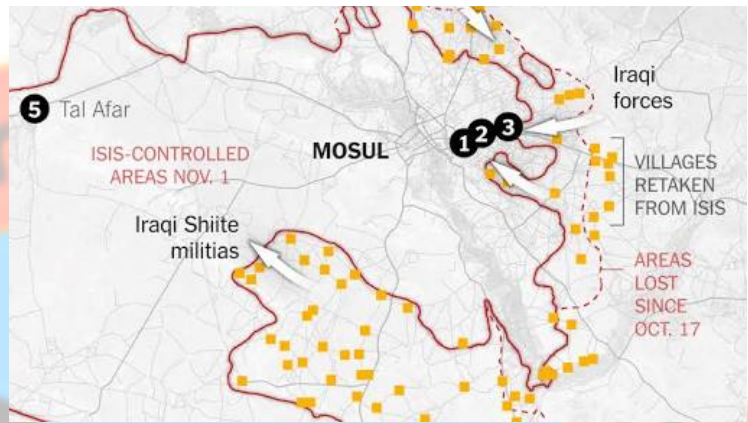 Iraqi
forces
5 Tal Afar
1 2 3
MOSUL
ISIS-CONTROLLED
AREAS NOV. 1
VILLAGES
RETAKEN
FROM ISIS
Iraqi Shiite
militias
AREAS
LOST
SINCE
OCT. 17